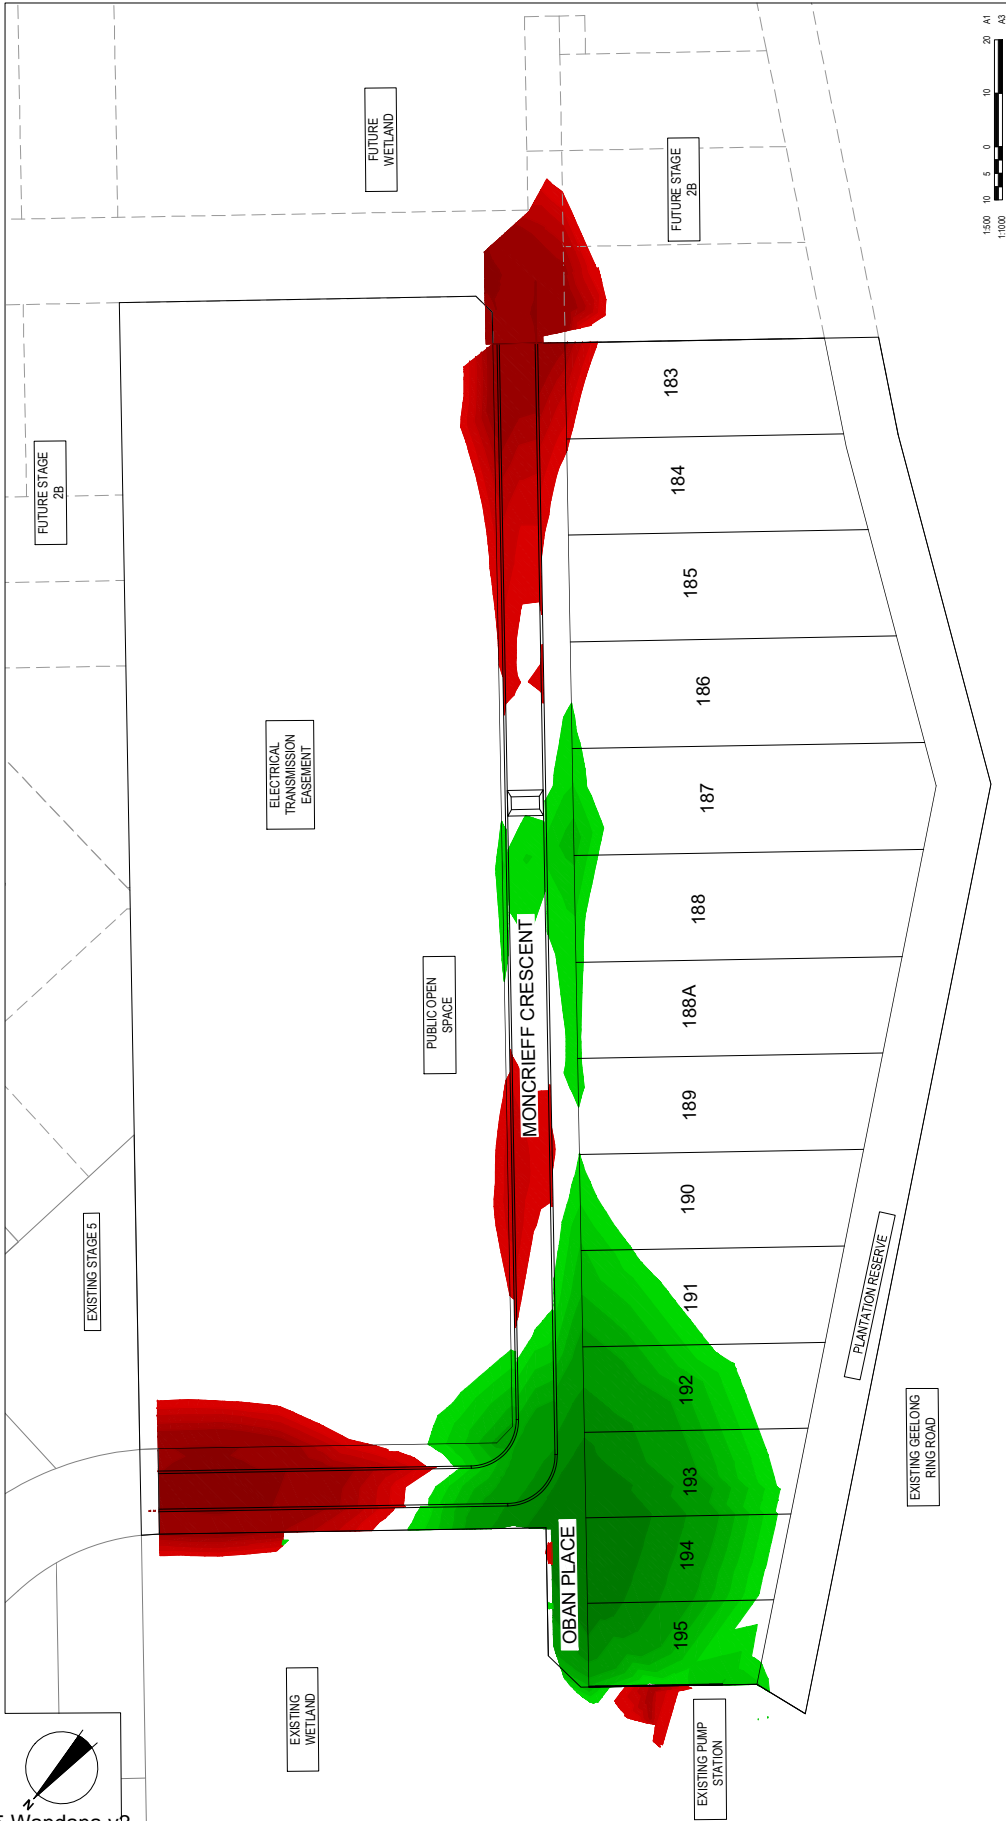 FUTURE
WETLAND
FUTURE STAGE
2B
FUTURE STAGE
2B
ELECTRICAL
TRANSMISSION
EASEMENT
PUBLIC OPEN
SPACE
EXISTING STAGE 5
MONCRIEFF CRESCENT
OBAN PLACE
183
184
185
186
187
188
188A
189
190
191
192
193
194
195
PLANTATION RESERVE
EXISTING GEELONG
RING ROAD
EXISTING
WETLAND
EXISTING PUMP
STATION
N
1:500 10 5 0 10 20 A1
1:1000 A3